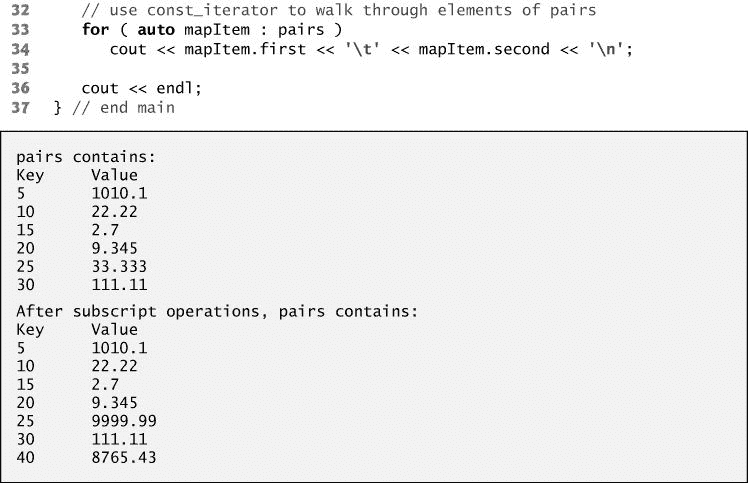 32 // use const_iterator to walk through elements of pairs
33 for ( auto mapItem : pairs )
34 cout << mapItem.first << '\t' << mapItem.second << '\n';
35
36 cout << endl;
37 } // end main
pairs contains:
Key Value
5 1010.1
10 22.22
15 2.7
20 9.345
25 33.333
30 111.11
After subscript operations, pairs contains:
Key Value
5 1010.1
10 22.22
15 2.7
20 9.345
25 9999.99
30 111.11
40 8765.43